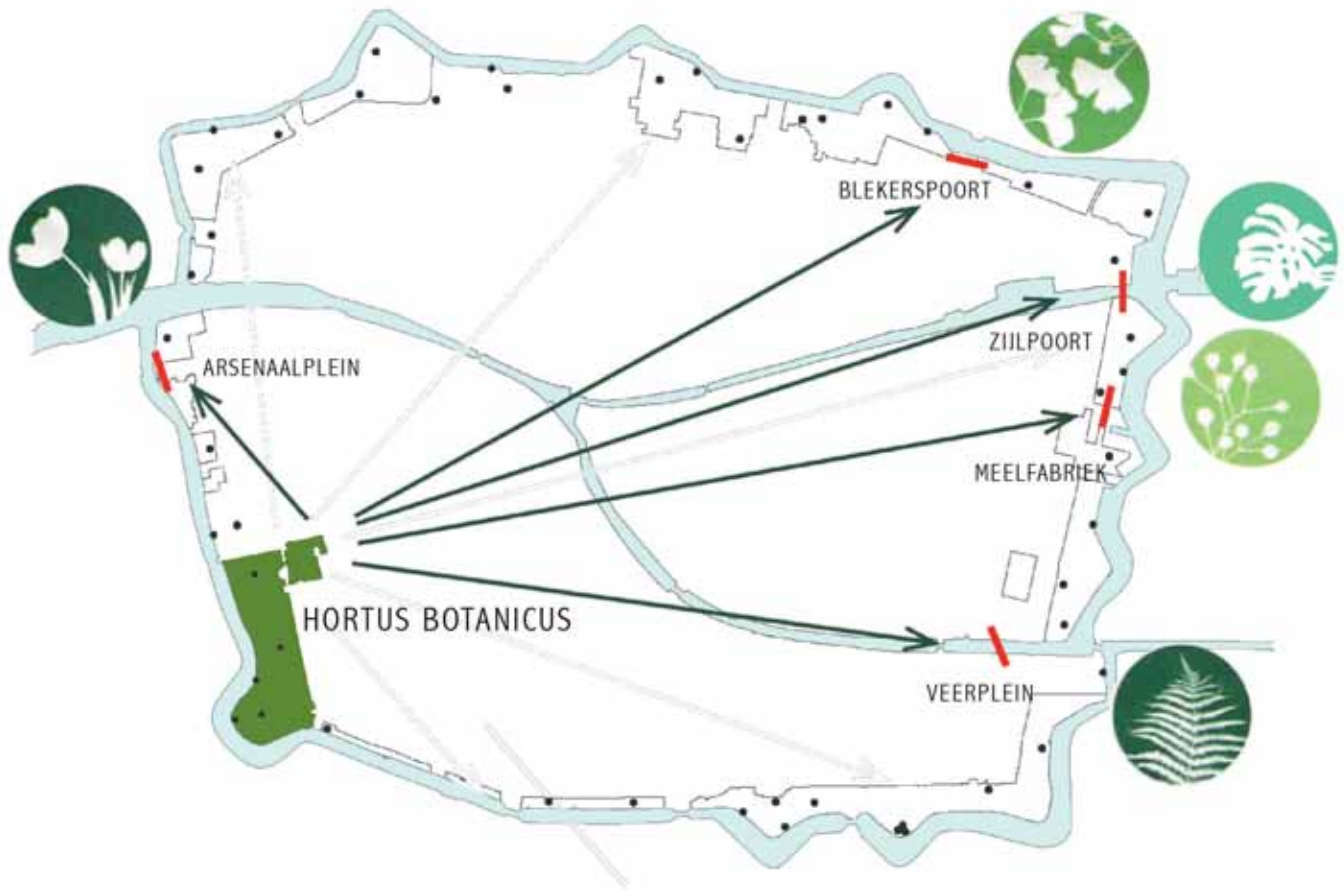 BLEKERSPOORT
ZIJLPOORT
ARSENAALPLEIN
MEELFABRIEK
HORTUS BOTANICUS
VEERPLEIN